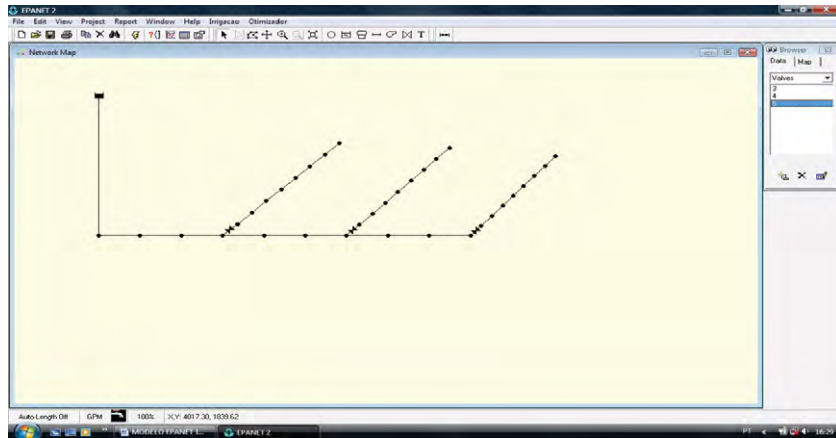 EPANET 2
File Edit View Project Report Window Help Irrigacao Otimizador
Network Map
Browser
Data Map
Valves
3
4
5
Auto-Length Off GPM 100% X,Y: 4017.30, 1839.62
MODELO EPANET L... EPANET 2 PT 16:29